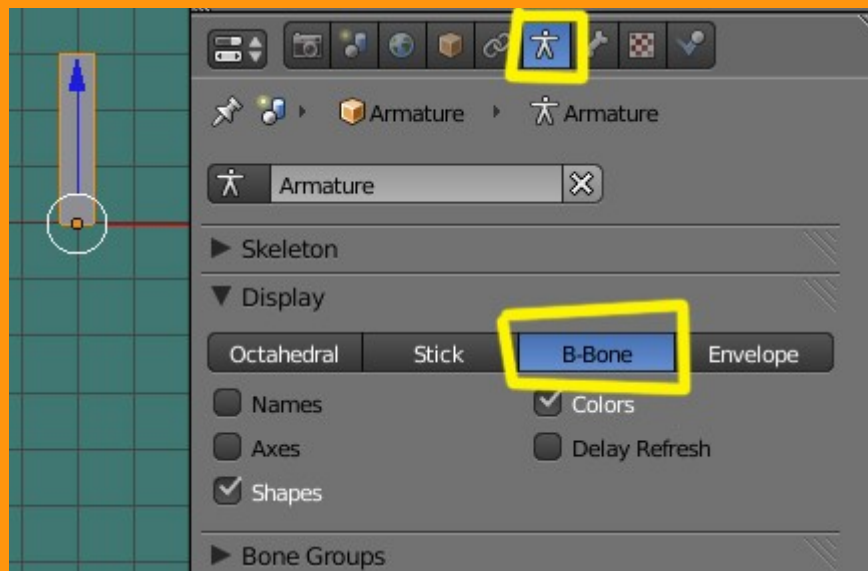 Armature Armature
Armature
Skeleton
Display
Octahedral Stick B-Bone Envelope
Names Colors
Axes Delay Refresh
Shapes
Bone Groups